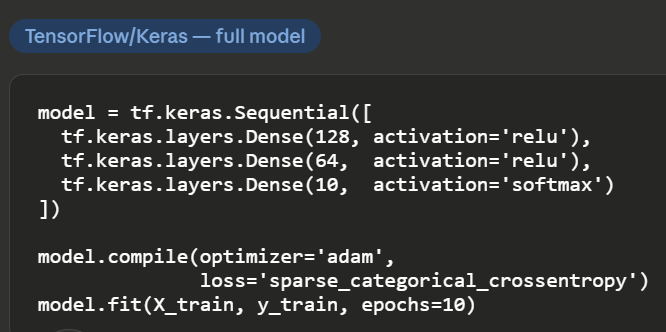 TensorFlow/Keras — full model
model = tf.keras.Sequential([
  tf.keras.layers.Dense(128, activation='relu'),
  tf.keras.layers.Dense(64,  activation='relu'),
  tf.keras.layers.Dense(10,  activation='softmax')
])

model.compile(optimizer='adam',
              loss='sparse_categorical_crossentropy')
model.fit(X_train, y_train, epochs=10)